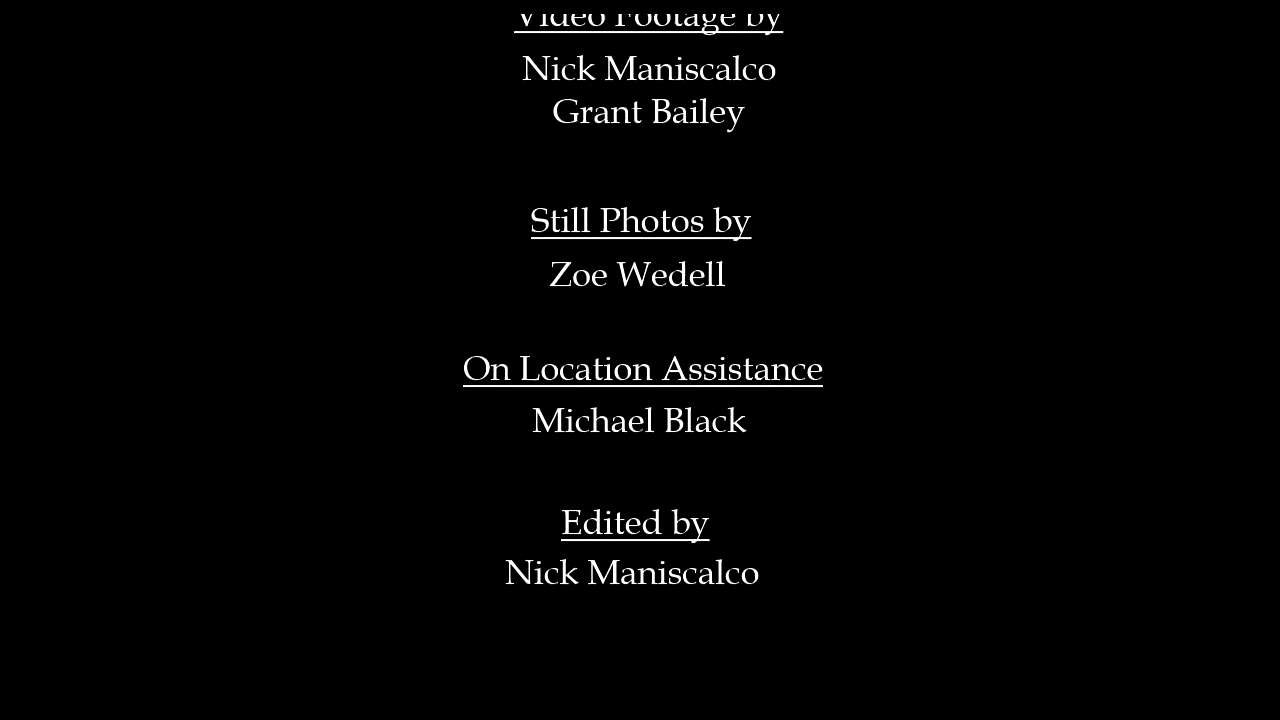 Video Footage by
Nick Maniscalco
Grant Bailey
Still Photos by
Zoe Wedell
On Location Assistance
Michael Black
Edited by
Nick Maniscalco